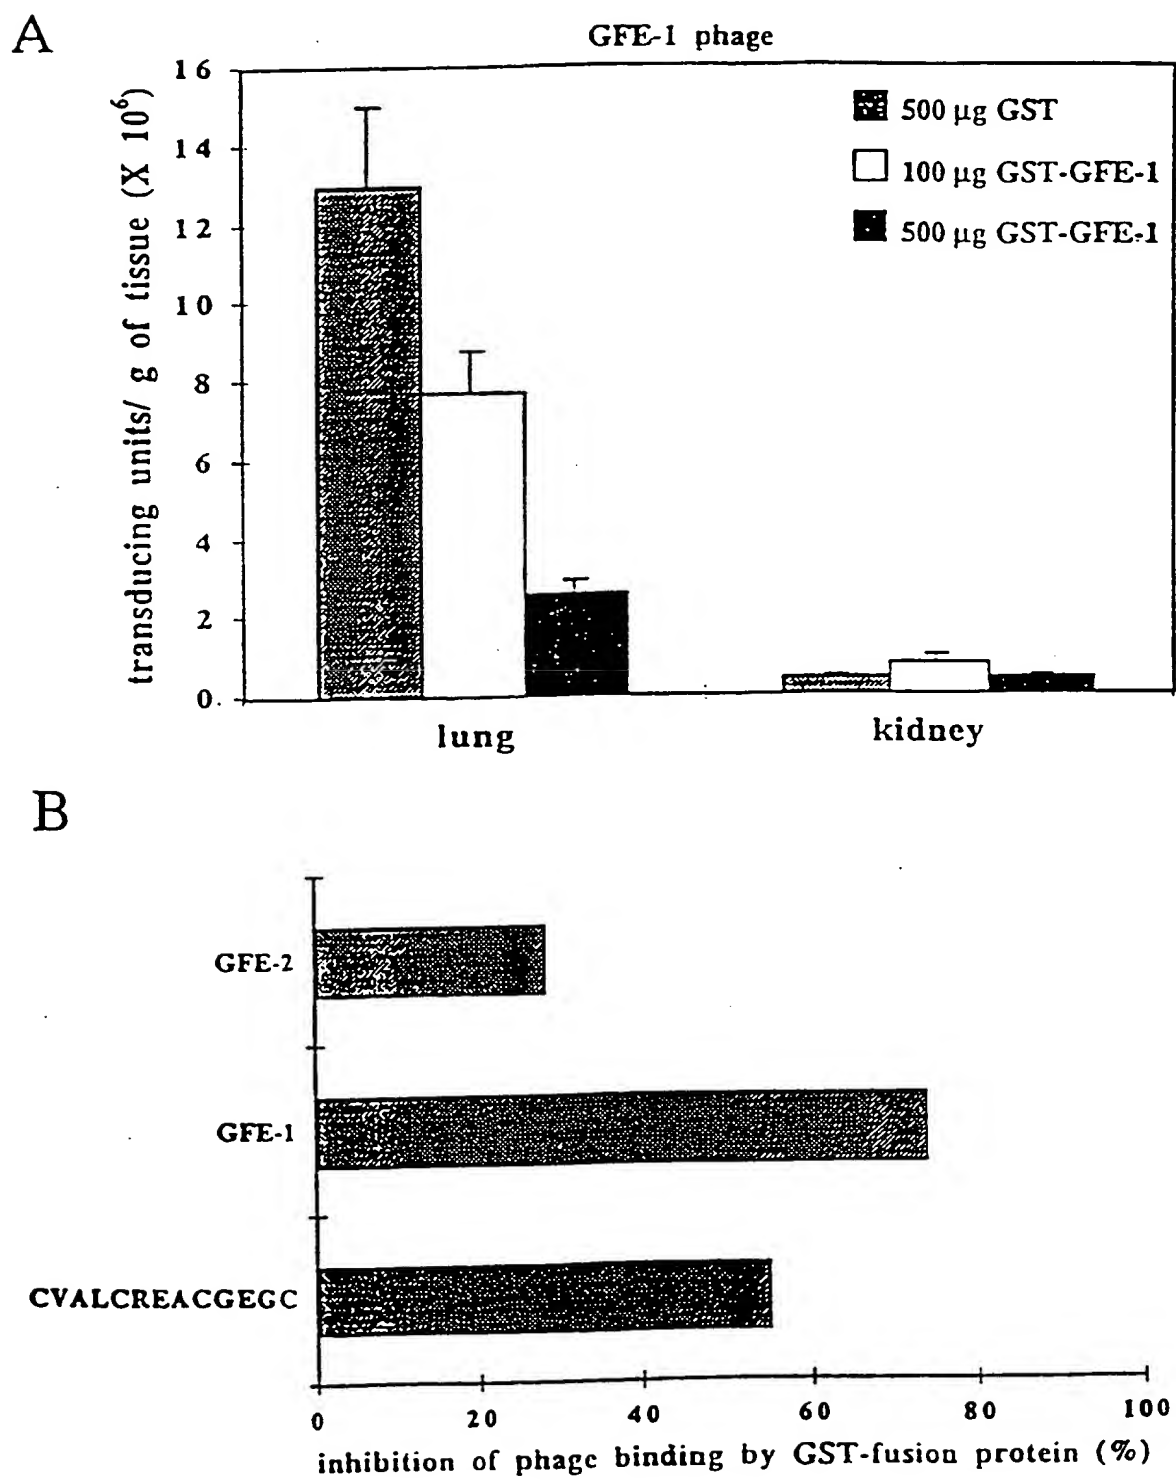 A
GFE-1 phage
transducing units/ g of tissue (X 10⁶)
16
14
12
10
8
6
4
2
0
500 µg GST
100 µg GST-GFE-1
500 µg GST-GFE-1
lung
kidney
B
GFE-2
GFE-1
CVALCREACGEGC
0 20 40 60 80 100
inhibition of phage binding by GST-fusion protein (%)